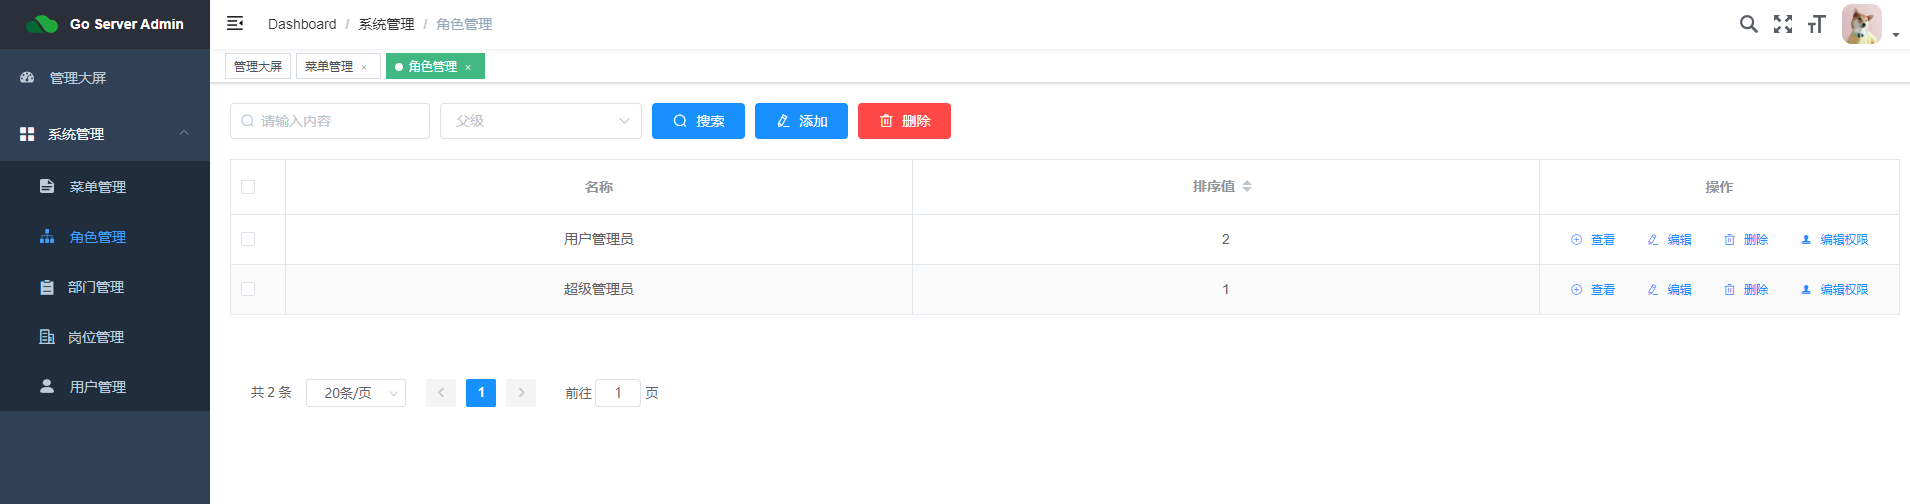 Go Server Admin
Dashboard / 系统管理 / 角色管理
管理大屏 菜单管理 × 角色管理 ×
管理大屏
系统管理
菜单管理
角色管理
部门管理
岗位管理
用户管理
请输入内容 父级 搜索 添加 删除
名称 排序值 操作
用户管理员 2 查看 编辑 删除 编辑权限
超级管理员 1 查看 编辑 删除 编辑权限
共 2 条 20条/页 1 前往 1 页